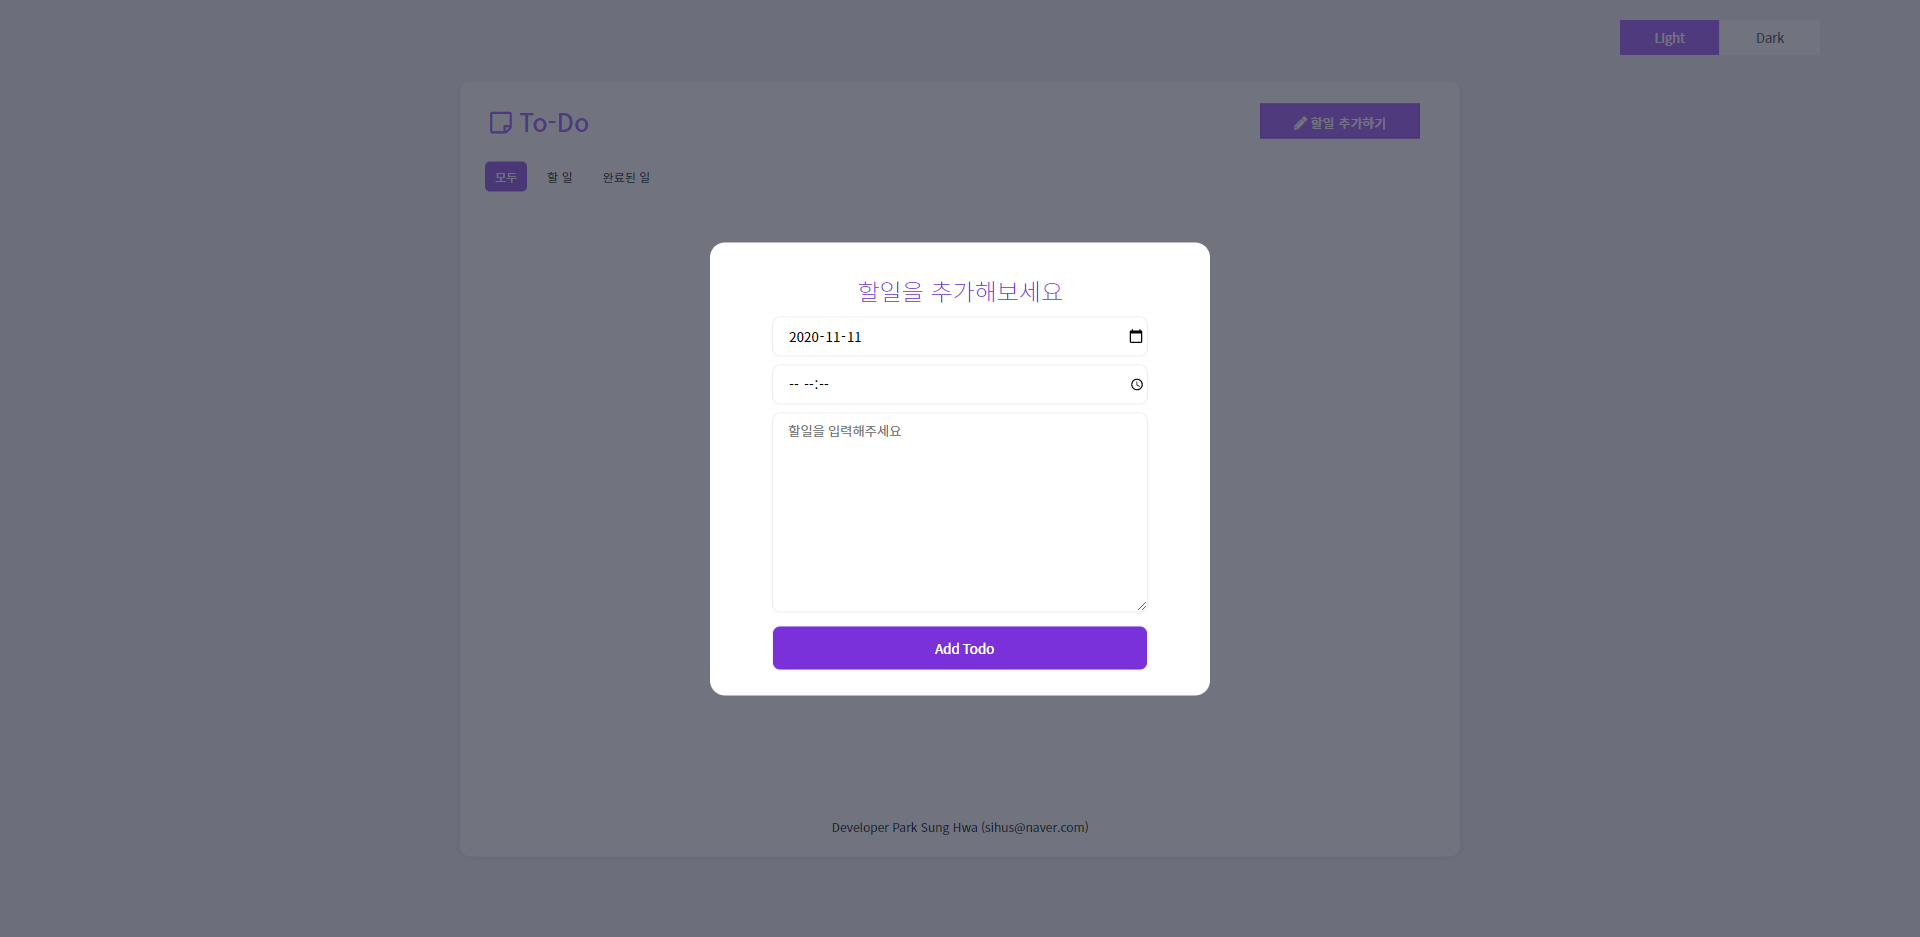 Light Dark
To-Do
할일 추가하기
모두 할 일 완료된 일
할일을 추가해보세요
2020-11-11
-- --:--
할일을 입력해주세요
Add Todo
Developer Park Sung Hwa (sihus@naver.com)